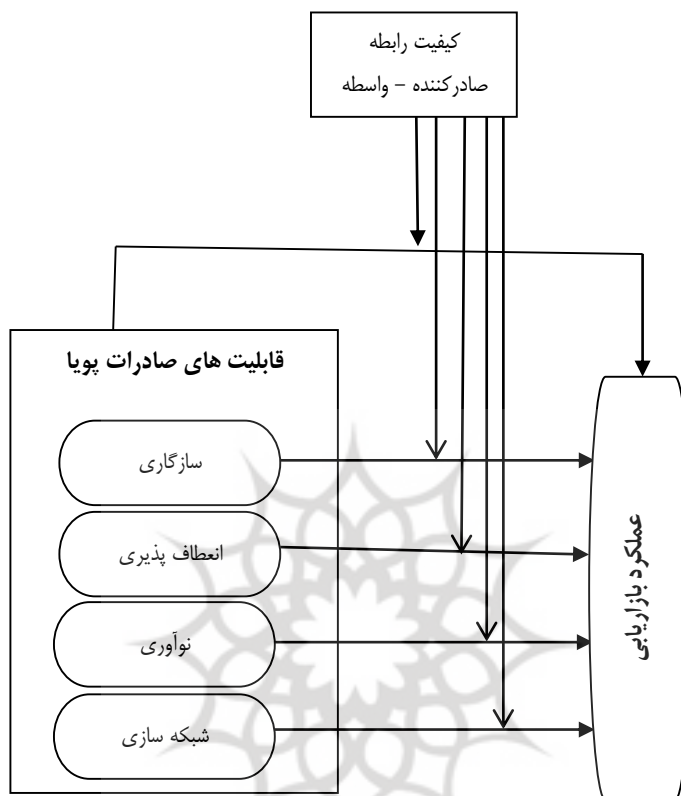 کیفیت رابطه
صادرکننده – واسطه
قابلیت های صادرات پویا
سازگاری
انعطاف پذیری
نوآوری
شبکه سازی
عملکرد بازاریابی